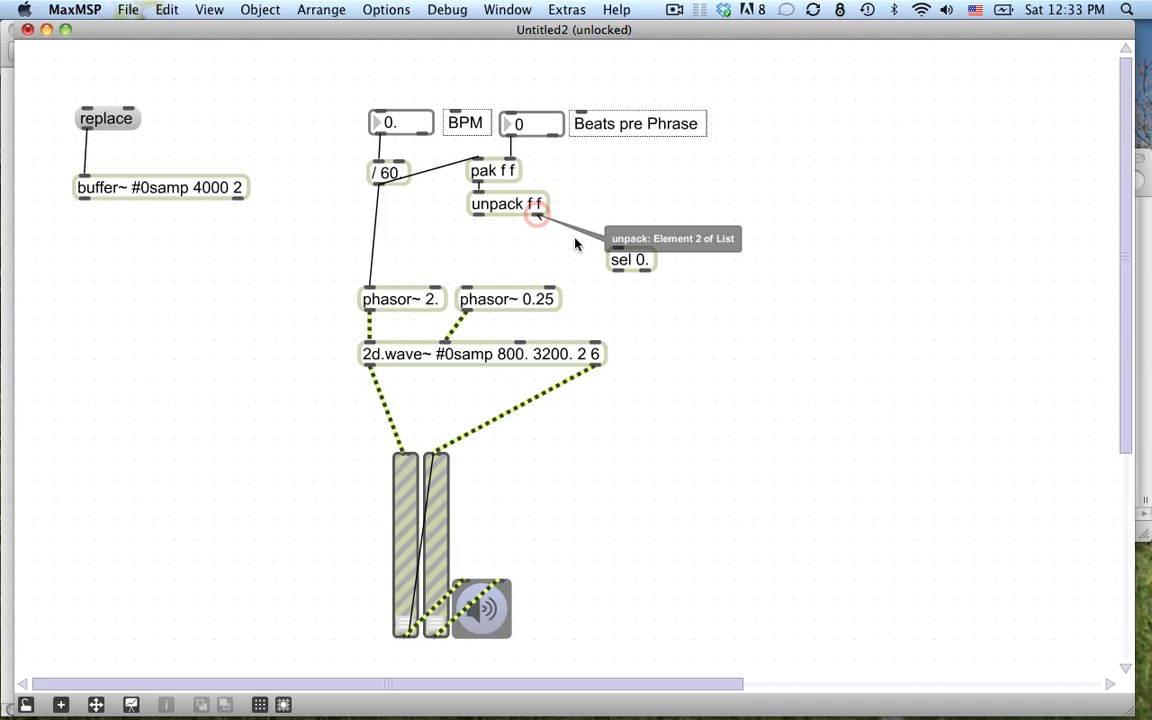 MaxMSP File Edit View Object Arrange Options Debug Window Extras Help 8 Sat 12:33 PM
Untitled2 (unlocked)
replace
0.
BPM
0
Beats pre Phrase
/ 60.
pak f f
buffer~ #0samp 4000 2
unpack f f
unpack: Element 2 of List
sel 0.
phasor~ 2.
phasor~ 0.25
2d.wave~ #0samp 800. 3200. 2 6